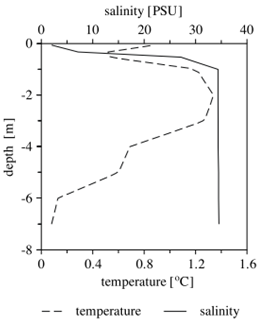 salinity [PSU]
0 10 20 30 40
0
-2
-4
-6
-8
depth [m]
0 0.4 0.8 1.2 1.6
temperature [°C]
temperature salinity